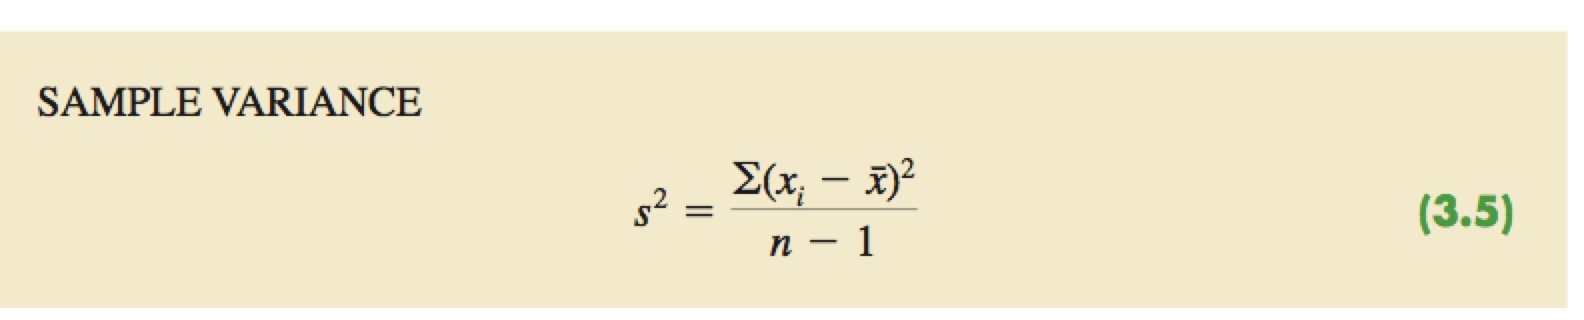 SAMPLE VARIANCE
s² = Σ(xᵢ − x̄)² / n − 1
(3.5)